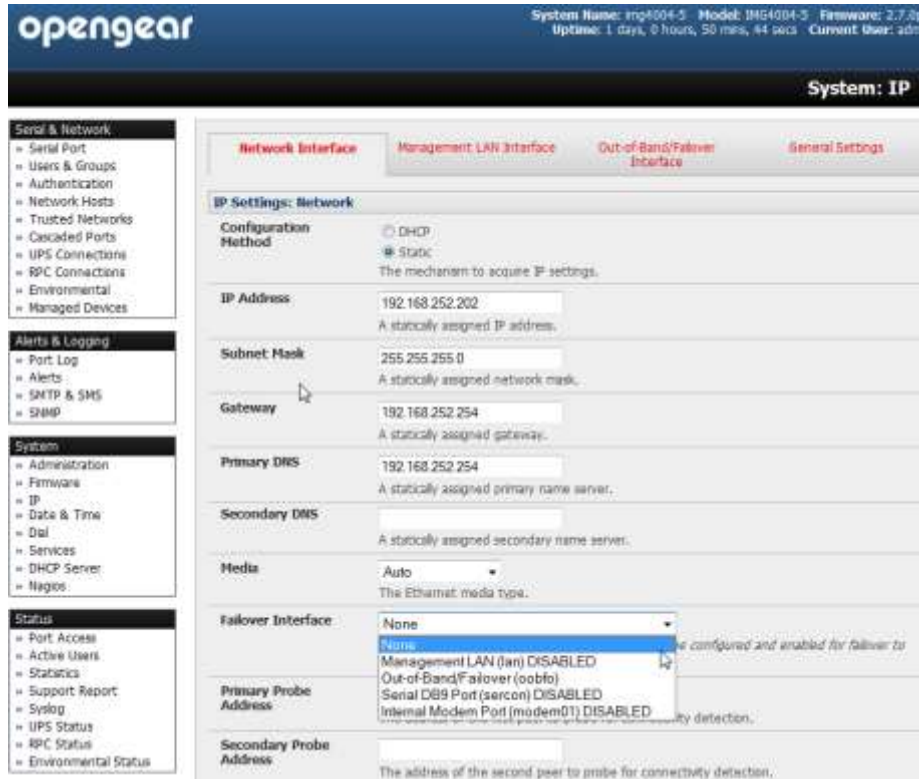 opengear
System Name: img4004-5 Model: IMG4004-5 Firmware: 2.7.0
Uptime: 1 days, 0 hours, 50 mins, 44 secs Current User:
System: IP
Serial & Network
» Serial Port
» Users & Groups
» Authentication
» Network Hosts
» Trusted Networks
» Cascaded Ports
» UPS Connections
» RPC Connections
» Environmental
» Managed Devices
Alerts & Logging
» Port Log
» Alerts
» SMTP & SMS
» SNMP
System
» Administration
» Firmware
» IP
» Date & Time
» Dial
» Services
» DHCP Server
» Nagios
Status
» Port Access
» Active Users
» Statistics
» Support Report
» Syslog
» UPS Status
» RPC Status
» Environmental Status
Network Interface
Management LAN Interface
Out-of-Band/Failover Interface
General Settings
IP Settings: Network
Configuration Method
DHCP
Static
The mechanism to acquire IP settings.
IP Address
192.168.252.202
A statically assigned IP address.
Subnet Mask
255.255.255.0
A statically assigned network mask.
Gateway
192.168.252.254
A statically assigned gateway.
Primary DNS
192.168.252.254
A statically assigned primary name server.
Secondary DNS
A statically assigned secondary name server.
Media
Auto
The Ethernet media type.
Failover Interface
None
None
be configured and enabled for failover to
Management LAN (lan) DISABLED
Out-of-Band/Failover (oobfo)
Serial DB9 Port (sercon) DISABLED
Internal Modem Port (modem01) DISABLED
Primary Probe Address
detection.
Secondary Probe Address
The address of the second peer to probe for connectivity detection.